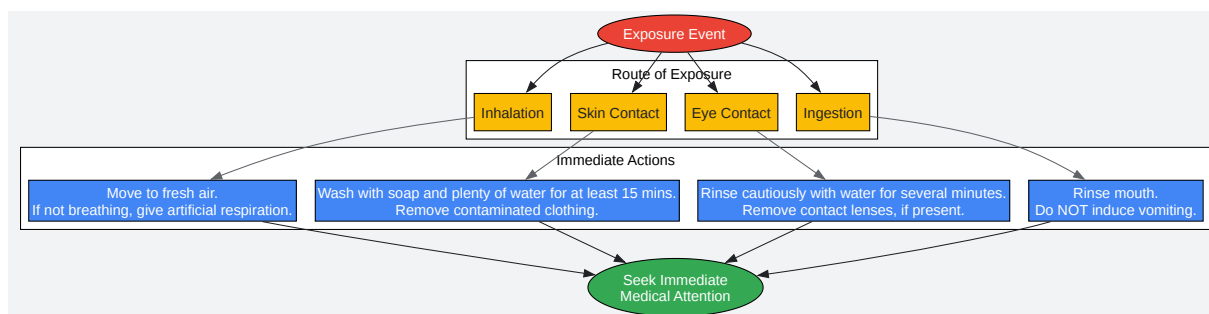 Exposure Event
Route of Exposure
Inhalation
Skin Contact
Eye Contact
Ingestion
Immediate Actions
Move to fresh air.
If not breathing, give artificial respiration.
Wash with soap and plenty of water for at least 15 mins.
Remove contaminated clothing.
Rinse cautiously with water for several minutes.
Remove contact lenses, if present.
Rinse mouth.
Do NOT induce vomiting.
Seek Immediate
Medical Attention